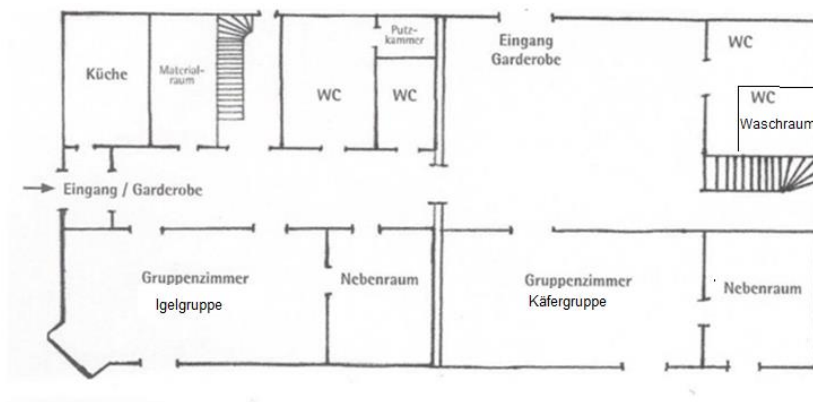 Putz-
kammer
Eingang
Garderobe
WC
Küche
Material-
raum
WC
WC
WC
Waschraum
Eingang / Garderobe
Gruppenzimmer
Igelgruppe
Nebenraum
Gruppenzimmer
Käfergruppe
Nebenraum